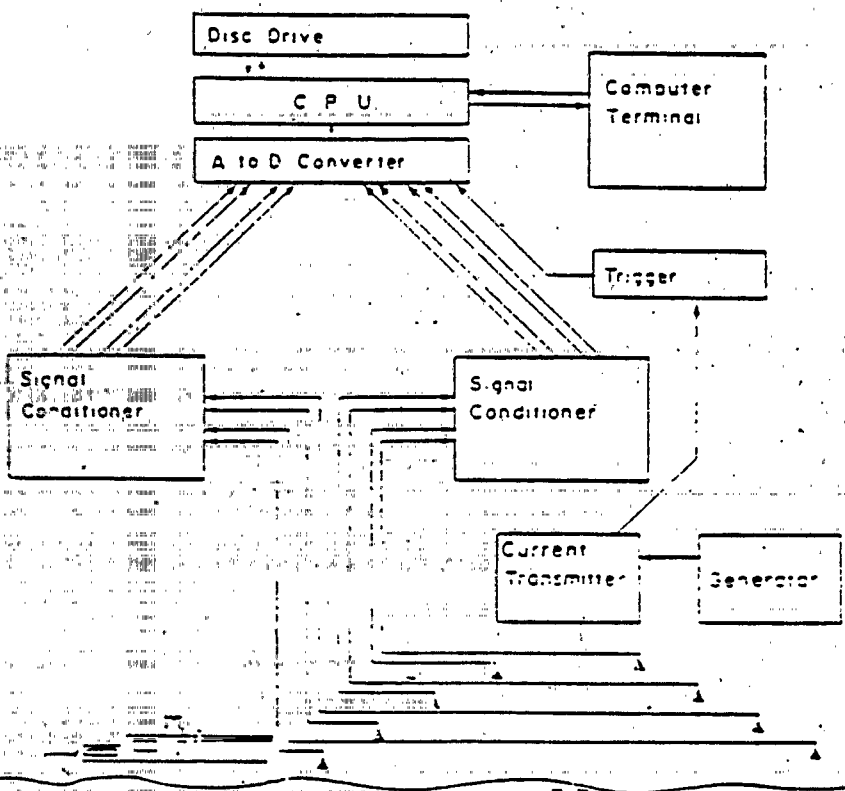 Disc Drive
C P U
Computer
Terminal
A to D Converter
Trigger
Signal
Conditioner
Signal
Conditioner
Current
Transmitter
Generator